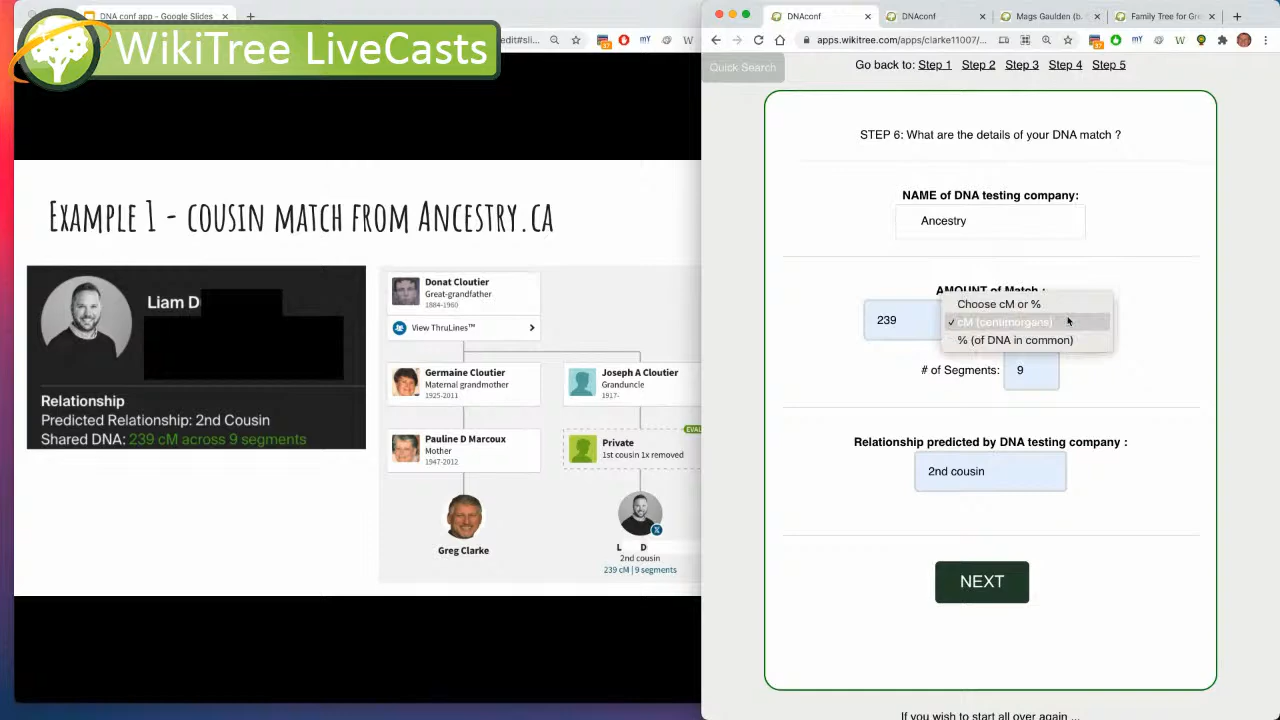 DNA conf app - Google Slides
edit#sli...
WikiTree LiveCasts
EXAMPLE 1 - COUSIN MATCH FROM ANCESTRY.CA
Liam D
Relationship
Predicted Relationship: 2nd Cousin
Shared DNA: 239 cM across 9 segments
Donat Cloutier
Great-grandfather
1884-1960
View ThruLines™
Germaine Cloutier
Maternal grandmother
1925-2011
Joseph A Cloutier
Granduncle
1917-
Pauline D Marcoux
Mother
1947-2012
EVAL
Private
1st cousin 1x removed
Greg Clarke
L D
2nd cousin
239 cM | 9 segments
DNAconf
DNAconf
Mags Gaulden (b.
Family Tree for Gre
apps.wikitree.com/apps/clarke
Quick Search
Go back to: Step 1 Step 2 Step 3 Step 4 Step 5
STEP 6: What are the details of your DNA match ?
NAME of DNA testing company:
Ancestry
AMOUNT of Match :
239
Choose cM or %
✓ cM (centimorgans)
% (of DNA in common)
# of Segments: 9
Relationship predicted by DNA testing company :
2nd cousin
NEXT
If you wish to start all over again ...